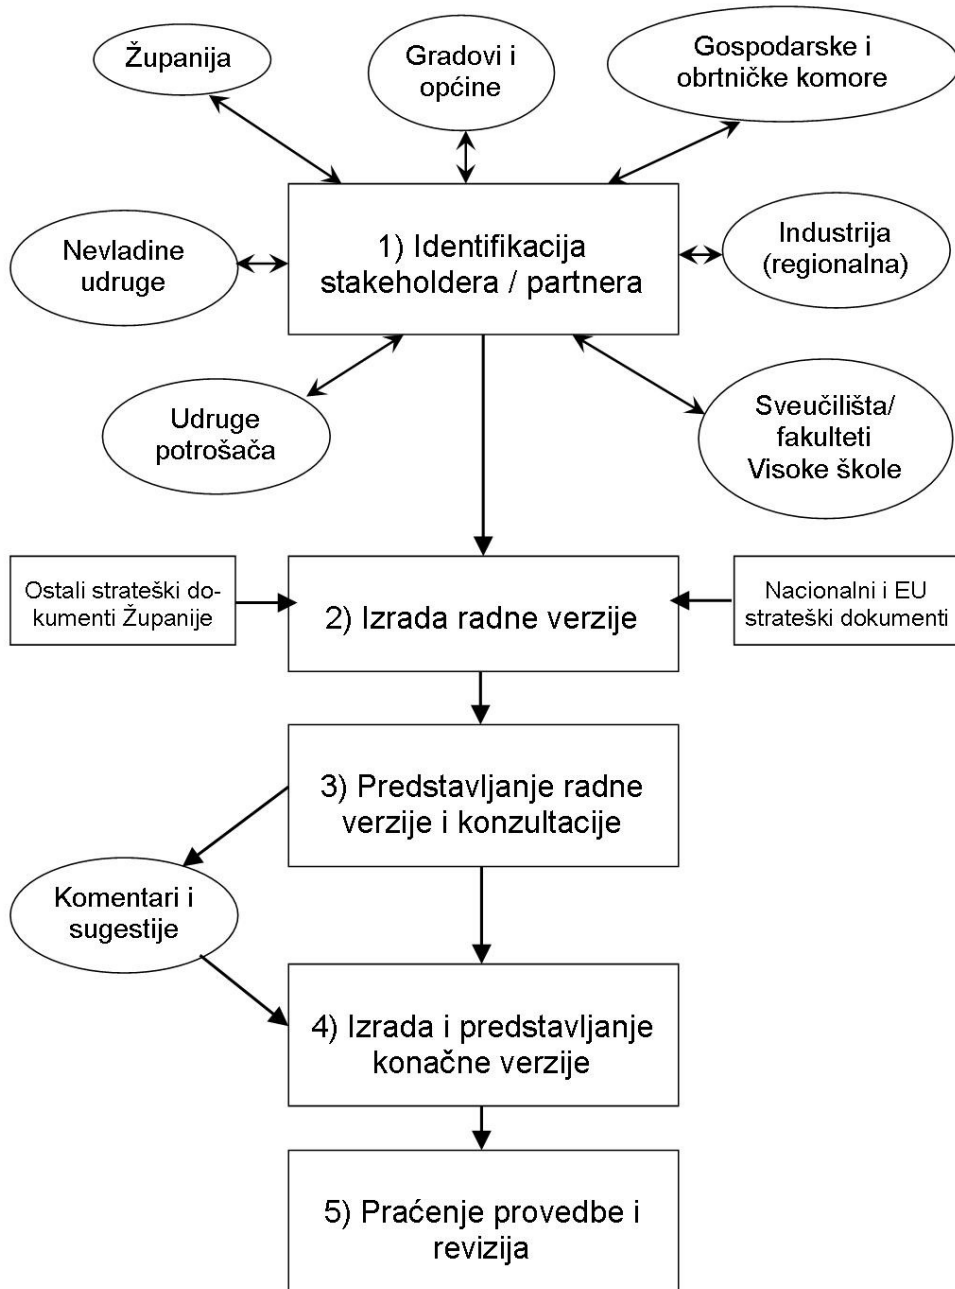 Županija
Gradovi i
općine
Gospodarske i
obrtničke komore
Nevladine
udruge
1) Identifikacija
stakeholdera / partnera
Industrija
(regionalna)
Udruge
potrošača
Sveučilišta/
fakulteti
Visoke škole
Ostali strateški do-
kumenti Županije
2) Izrada radne verzije
Nacionalni i EU
strateški dokumenti
3) Predstavljanje radne
verzije i konzultacije
Komentari i
sugestije
4) Izrada i predstavljanje
konačne verzije
5) Praćenje provedbe i
revizija